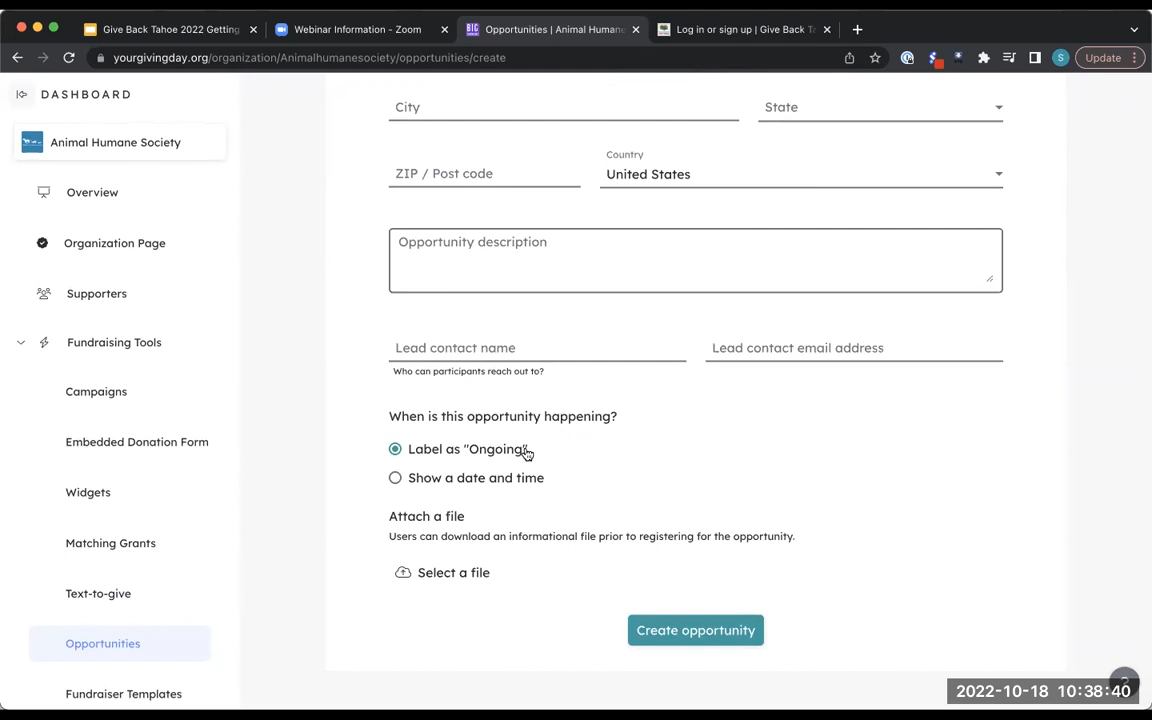 Give Back Tahoe 2022 Getting
Webinar Information - Zoom
Opportunities | Animal Humane
Log in or sign up | Give Back T
yourgivingday.org/organization/Animalhumanesociety/opportunities/create
S
Update
DASHBOARD
Animal Humane Society
Overview
Organization Page
Supporters
Fundraising Tools
Campaigns
Embedded Donation Form
Widgets
Matching Grants
Text-to-give
Opportunities
Fundraiser Templates
City
State
ZIP / Post code
Country
United States
Opportunity description
Lead contact name
Lead contact email address
Who can participants reach out to?
When is this opportunity happening?
Label as "Ongoing"
Show a date and time
Attach a file
Users can download an informational file prior to registering for the opportunity.
Select a file
Create opportunity
2022-10-18 10:38:40